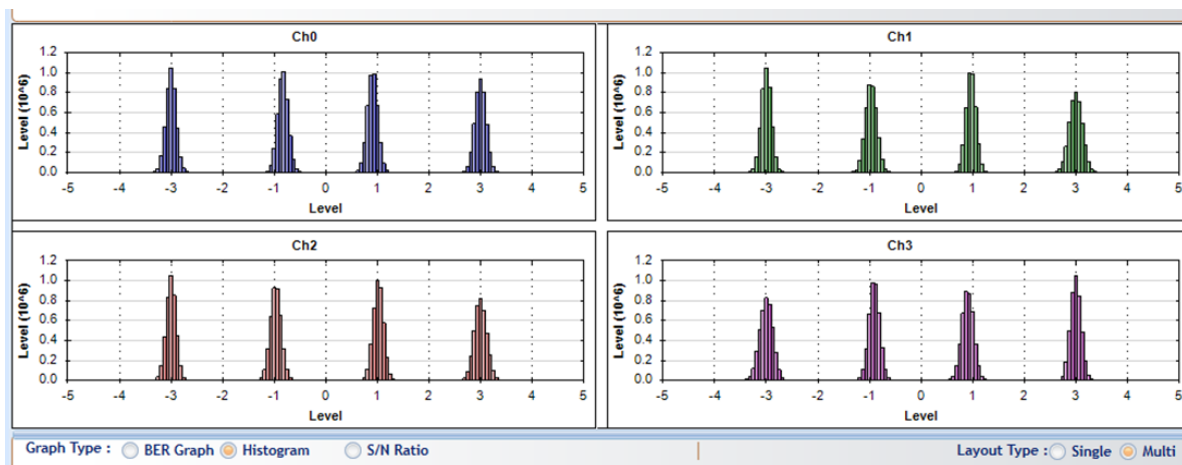 Ch0
Level (10^6)
1.2
1.0
0.8
0.6
0.4
0.2
0.0
-5 -4 -3 -2 -1 0 1 2 3 4 5
Level
Ch1
Level (10^6)
1.2
1.0
0.8
0.6
0.4
0.2
0.0
-5 -4 -3 -2 -1 0 1 2 3 4 5
Level
Ch2
Level (10^6)
1.2
1.0
0.8
0.6
0.4
0.2
0.0
-5 -4 -3 -2 -1 0 1 2 3 4 5
Level
Ch3
Level (10^6)
1.2
1.0
0.8
0.6
0.4
0.2
0.0
-5 -4 -3 -2 -1 0 1 2 3 4 5
Level
Graph Type : BER Graph Histogram S/N Ratio
Layout Type : Single Multi